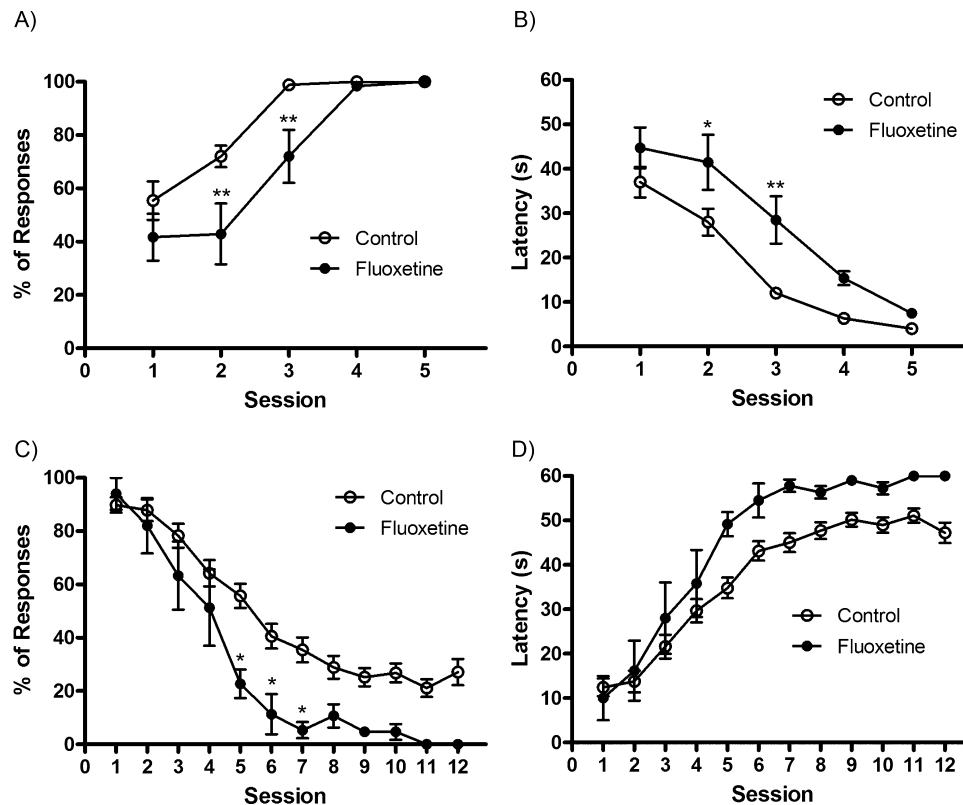 A)
% of Responses
100
80
60
40
20
0
**
**
Control
Fluoxetine
0 1 2 3 4 5
Session
B)
Latency (s)
60
50
40
30
20
10
0
*
**
Control
Fluoxetine
0 1 2 3 4 5
Session
C)
% of Responses
100
80
60
40
20
0
*
*
*
Control
Fluoxetine
0 1 2 3 4 5 6 7 8 9 10 11 12
Session
D)
Latency (s)
60
50
40
30
20
10
0
Control
Fluoxetine
0 1 2 3 4 5 6 7 8 9 10 11 12
Session